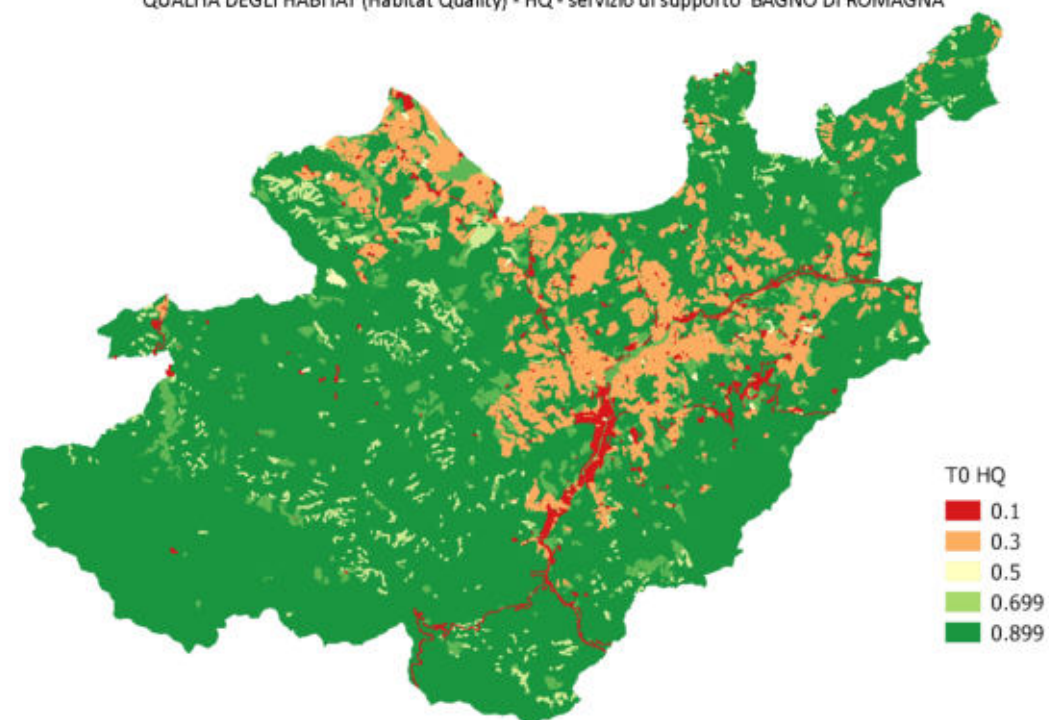 QUALITÀ DEGLI HABITAT (Habitat Quality) - HQ - servizio di supporto BAGNO DI ROMAGNA
T0 HQ
0.1
0.3
0.5
0.699
0.899